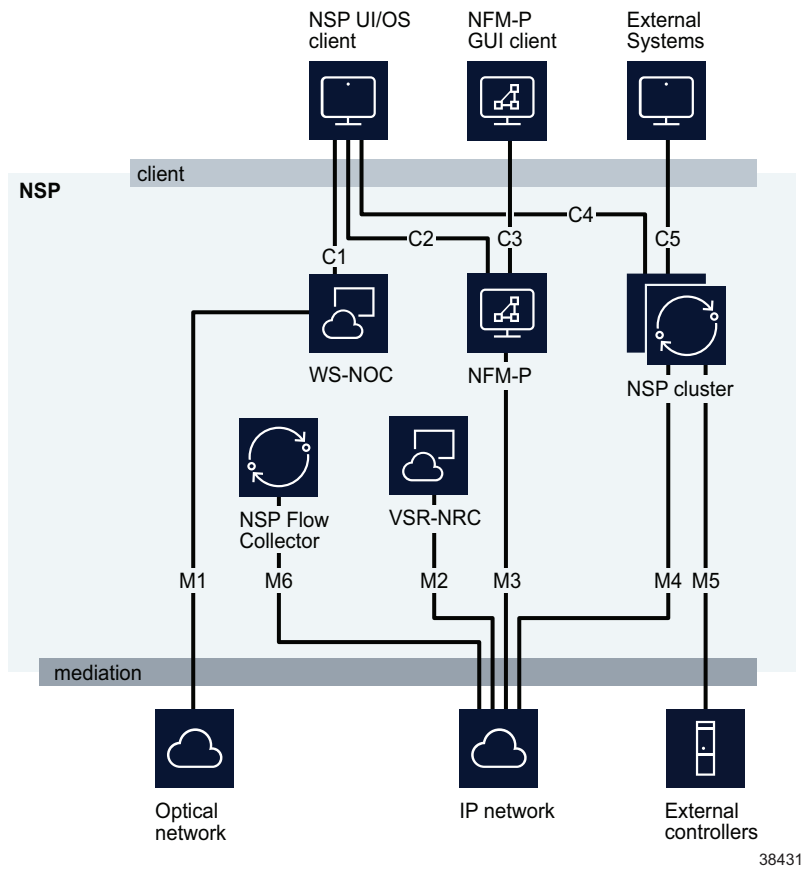 NSP UI/OS
client
NFM-P
GUI client
External
Systems
client
NSP
C4
C2
C3
C5
C1
WS-NOC
NFM-P
NSP cluster
NSP Flow
Collector
VSR-NRC
M1
M6
M2
M3
M4
M5
mediation
Optical
network
IP network
External
controllers
38431